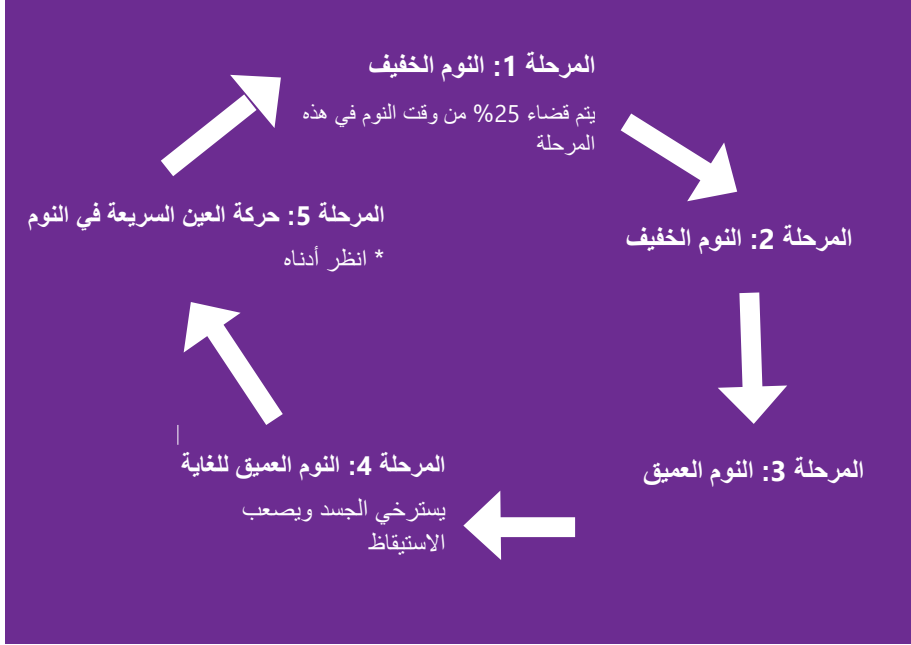 المرحلة 1: النوم الخفيف
يتم قضاء 25% من وقت النوم في هذه
المرحلة
المرحلة 2: النوم الخفيف
المرحلة 3: النوم العميق
المرحلة 4: النوم العميق للغاية
يسترخي الجسد ويصعب
الاستيقاظ
المرحلة 5: حركة العين السريعة في النوم
* انظر أدناه